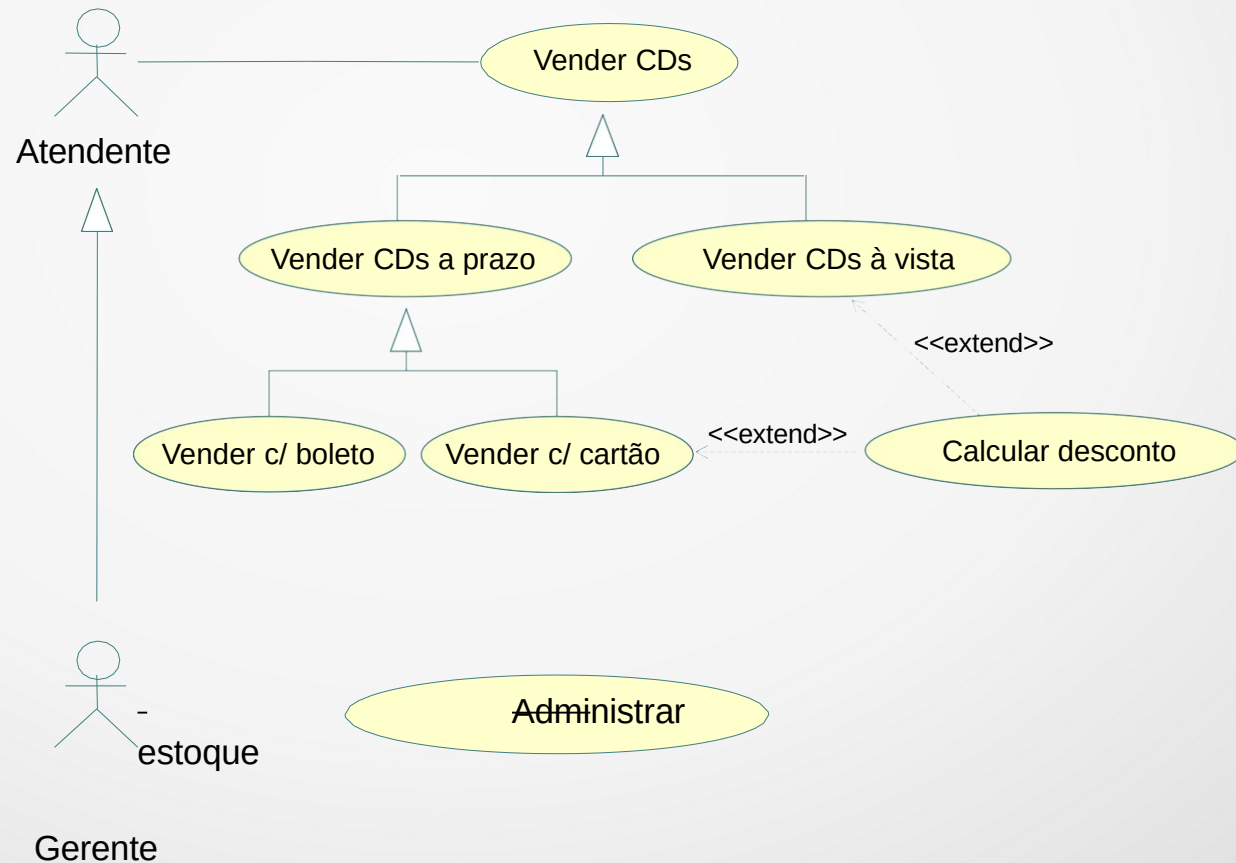 Vender CDs
Atendente
Vender CDs a prazo
Vender CDs à vista
<<extend>>
<<extend>>
Vender c/ boleto
Vender c/ cartão
Calcular desconto
Administrar
estoque
Gerente